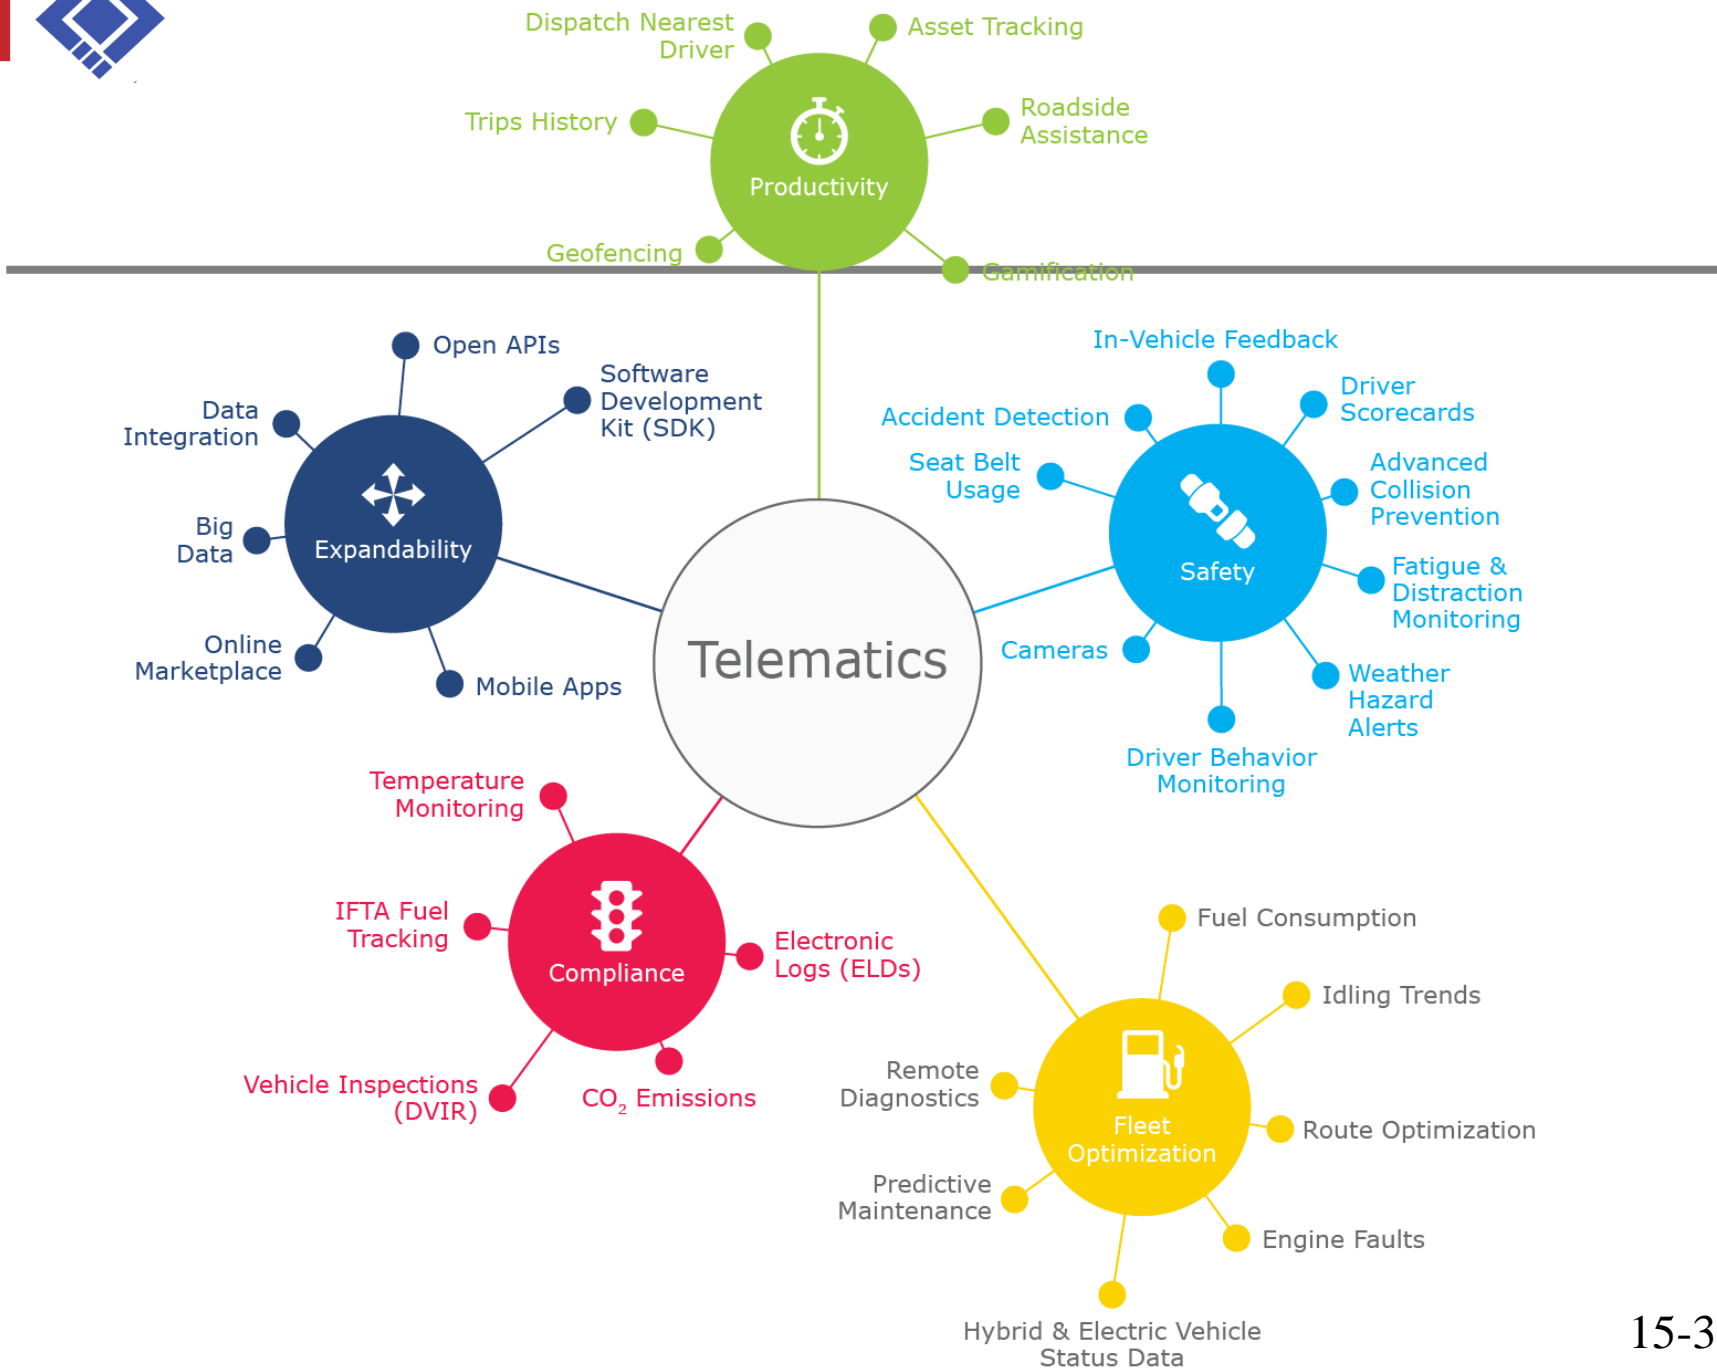 Dispatch Nearest
Driver
Asset Tracking
Trips History
Roadside
Assistance
Productivity
Geofencing
Gamification
Open APIs
Software
Development
Kit (SDK)
Data
Integration
Big
Data
Expandability
Online
Marketplace
Mobile Apps
In-Vehicle Feedback
Driver
Scorecards
Accident Detection
Seat Belt
Usage
Advanced
Collision
Prevention
Safety
Fatigue &
Distraction
Monitoring
Cameras
Weather
Hazard
Alerts
Driver Behavior
Monitoring
Telematics
Temperature
Monitoring
IFTA Fuel
Tracking
Compliance
Electronic
Logs (ELDs)
Vehicle Inspections
(DVIR)
CO₂ Emissions
Fuel Consumption
Idling Trends
Remote
Diagnostics
Fleet
Optimization
Route Optimization
Predictive
Maintenance
Engine Faults
Hybrid & Electric Vehicle
Status Data
15-3